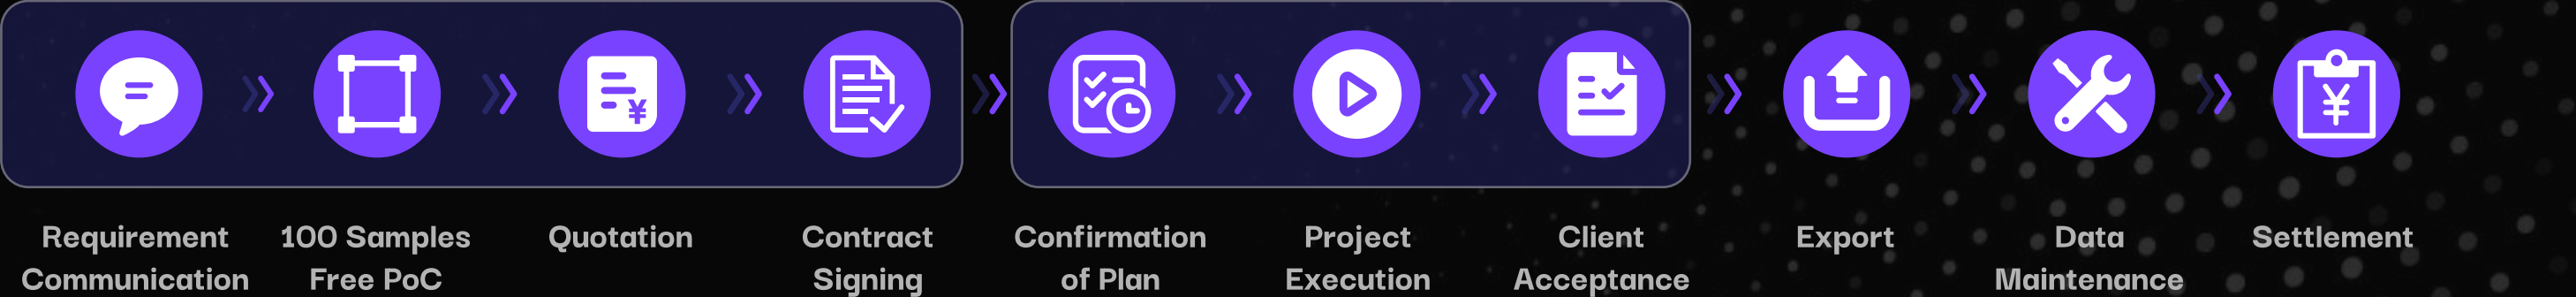 Requirement
Communication
100 Samples
Free PoC
¥
Quotation
Contract
Signing
Confirmation
of Plan
Project
Execution
Client
Acceptance
Export
Data
Maintenance
¥
Settlement